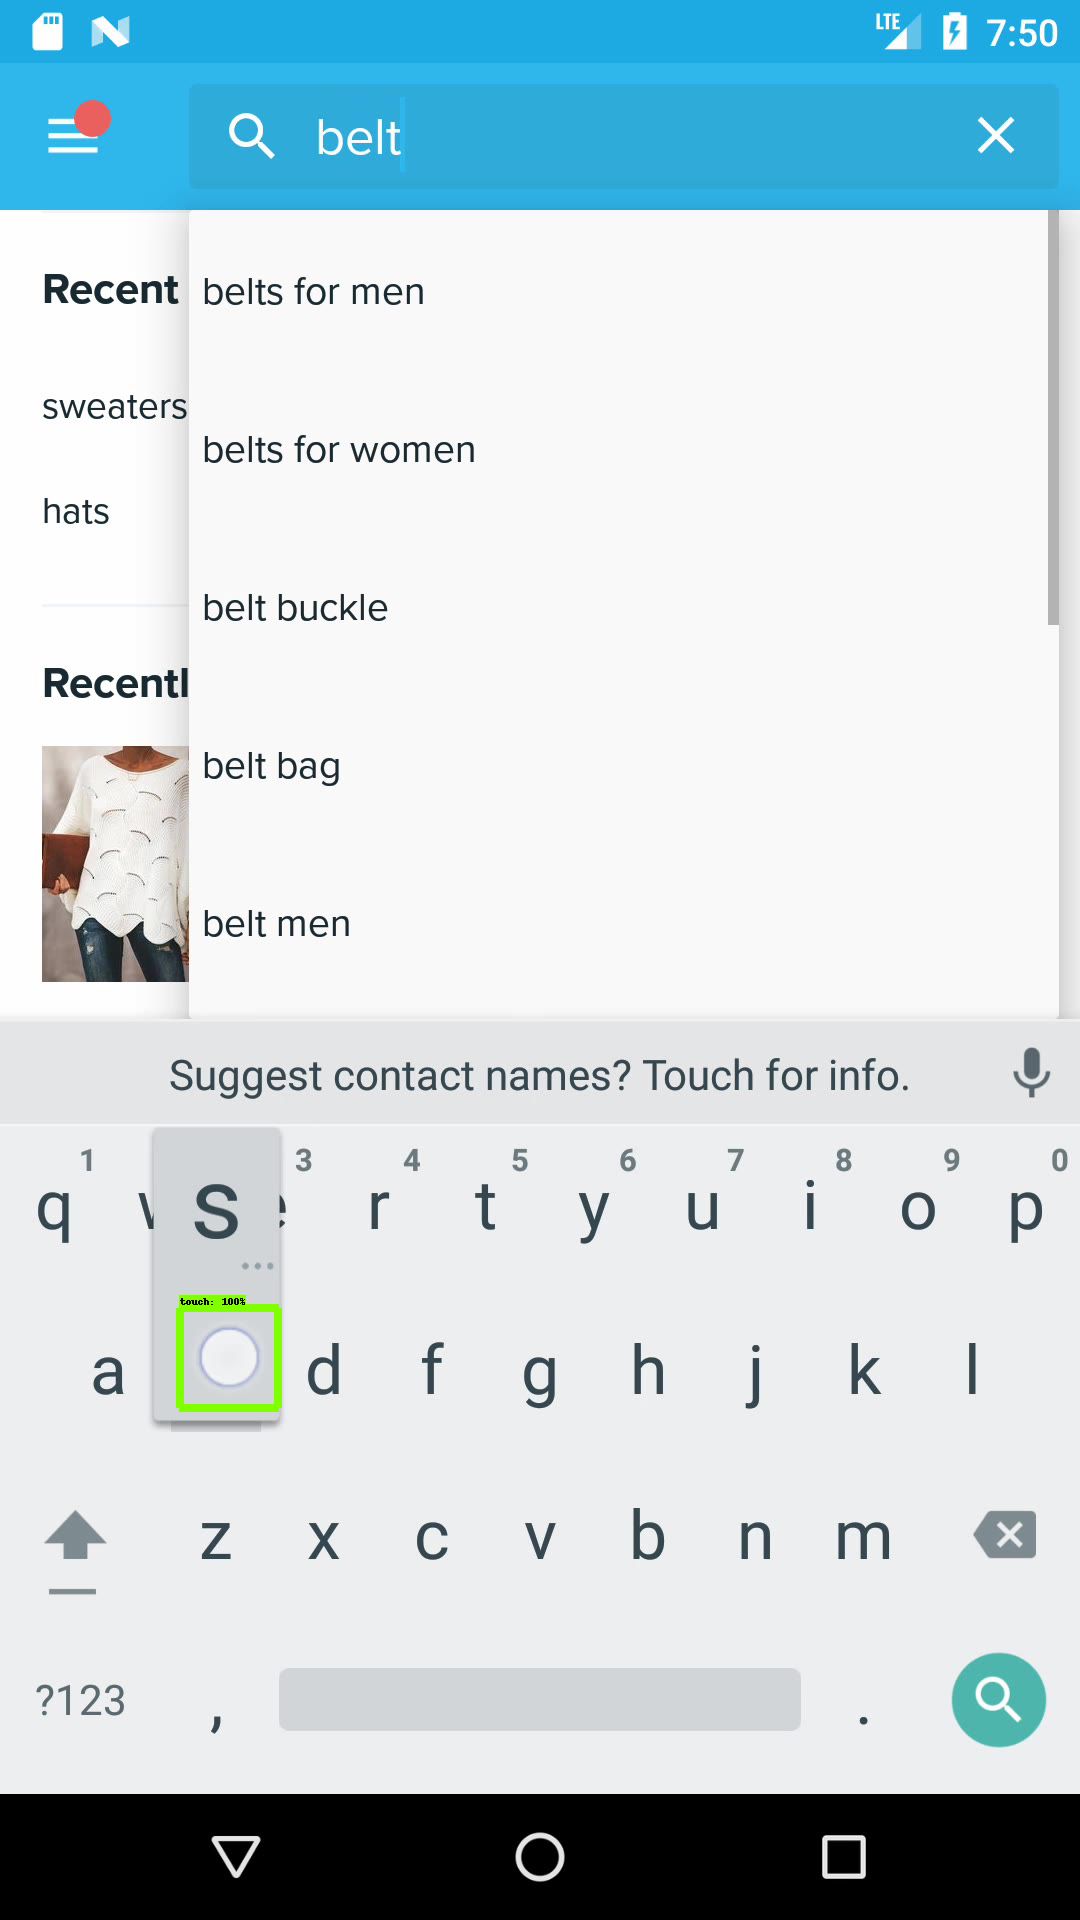 LTE 7:50
belt
Recent
belts for men
sweaters
belts for women
hats
belt buckle
Recentl
belt bag
belt men
Suggest contact names? Touch for info.
1 3 4 5 6 7 8 9 0
q w e r t y u i o p
s
touch: 100%
a d f g h j k l
z x c v b n m
?123 , .